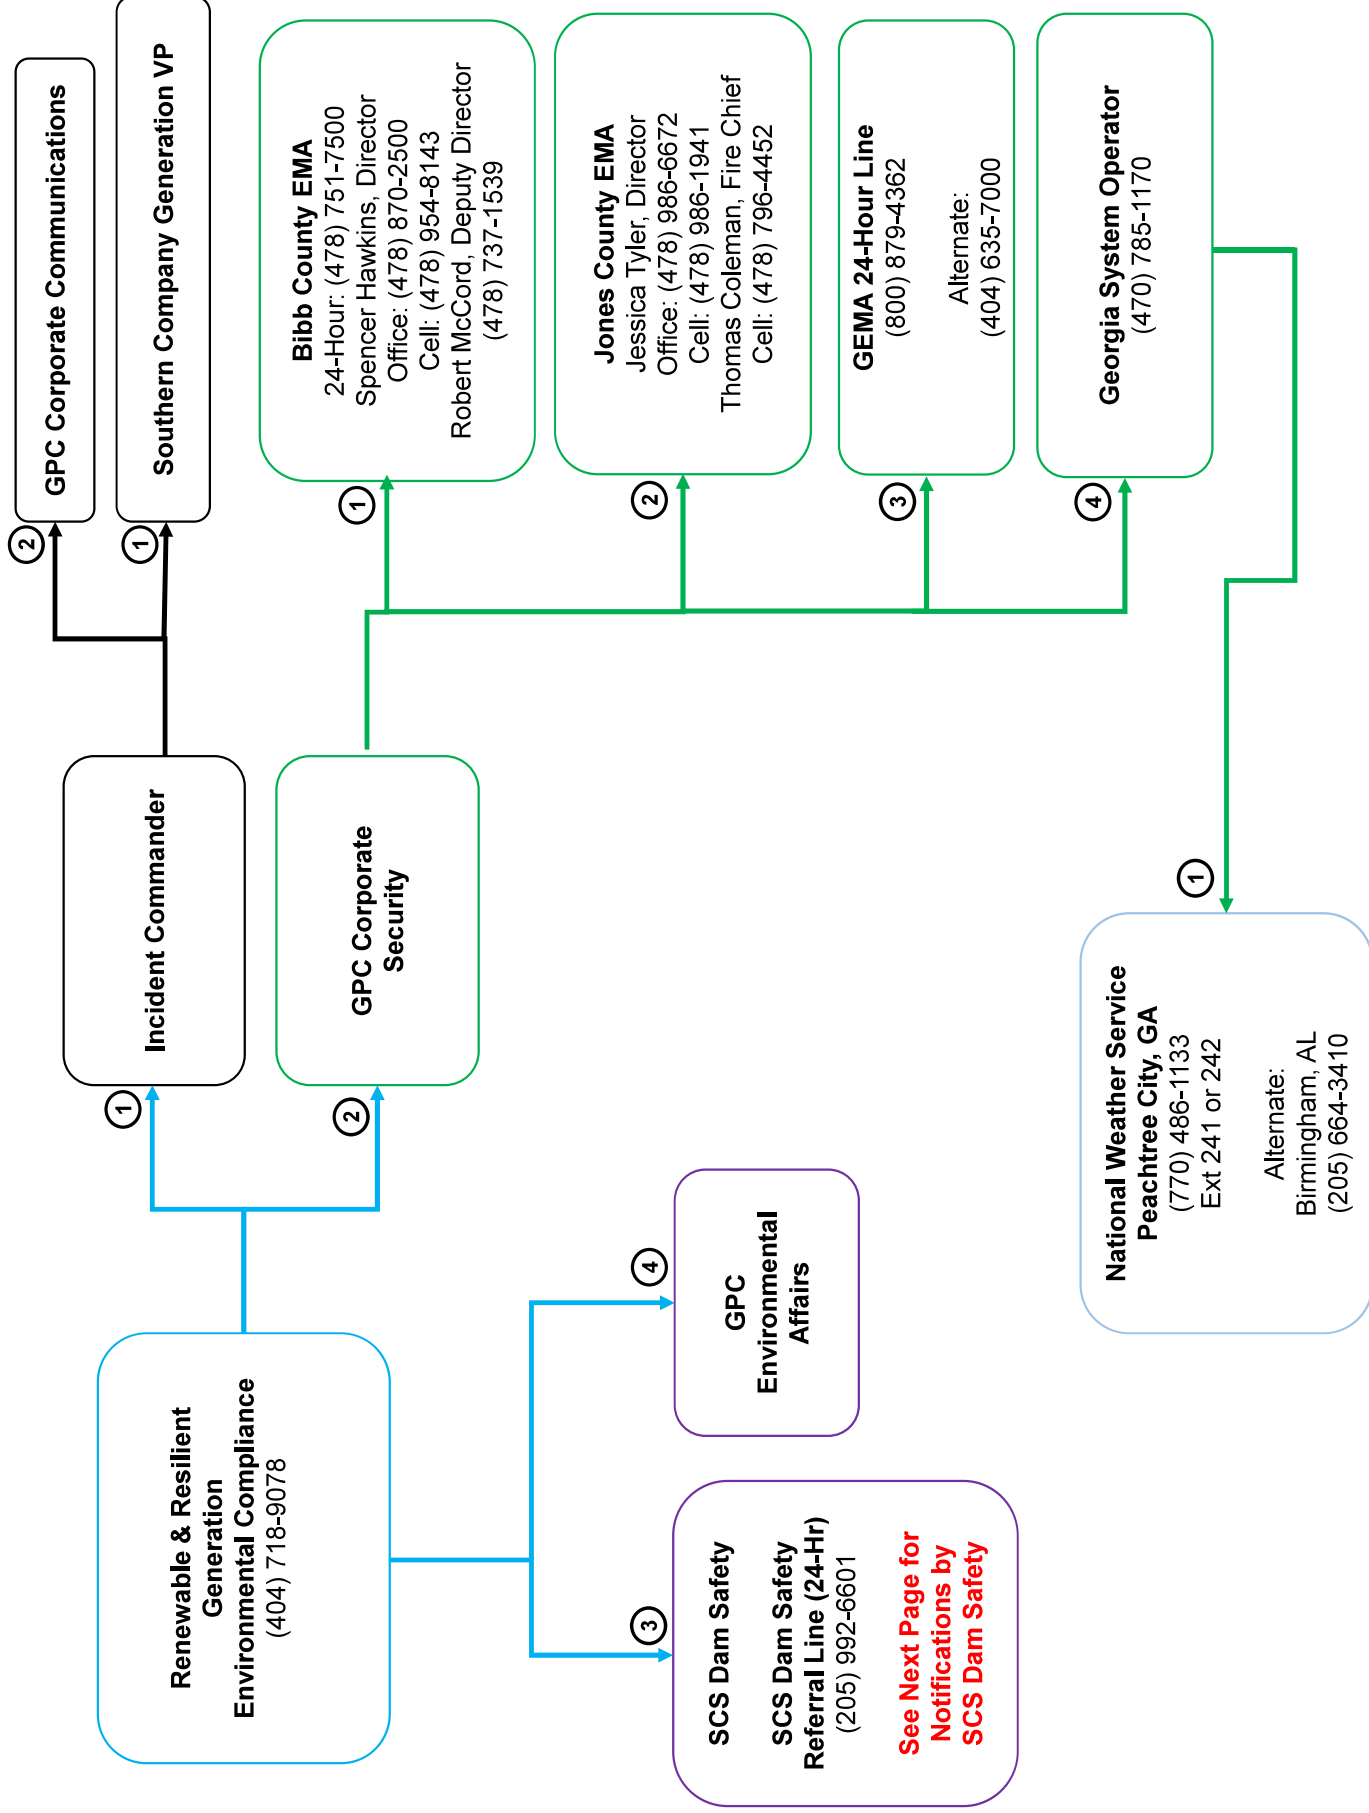 Renewable & Resilient
Generation
Environmental Compliance
(404) 718-9078
1
Incident Commander
2
GPC Corporate Communications
1
Southern Company Generation VP
2
GPC Corporate
Security
1
Bibb County EMA
24-Hour: (478) 751-7500
Spencer Hawkins, Director
Office: (478) 870-2500
Cell: (478) 954-8143
Robert McCord, Deputy Director
(478) 737-1539
2
Jones County EMA
Jessica Tyler, Director
Office: (478) 986-6672
Cell: (478) 986-1941
Thomas Coleman, Fire Chief
Cell: (478) 796-4452
3
GEMA 24-Hour Line
(800) 879-4362
Alternate:
(404) 635-7000
4
Georgia System Operator
(470) 785-1170
3
SCS Dam Safety
SCS Dam Safety
Referral Line (24-Hr)
(205) 992-6601
See Next Page for
Notifications by
SCS Dam Safety
4
GPC
Environmental
Affairs
1
National Weather Service
Peachtree City, GA
(770) 486-1133
Ext 241 or 242
Alternate:
Birmingham, AL
(205) 664-3410